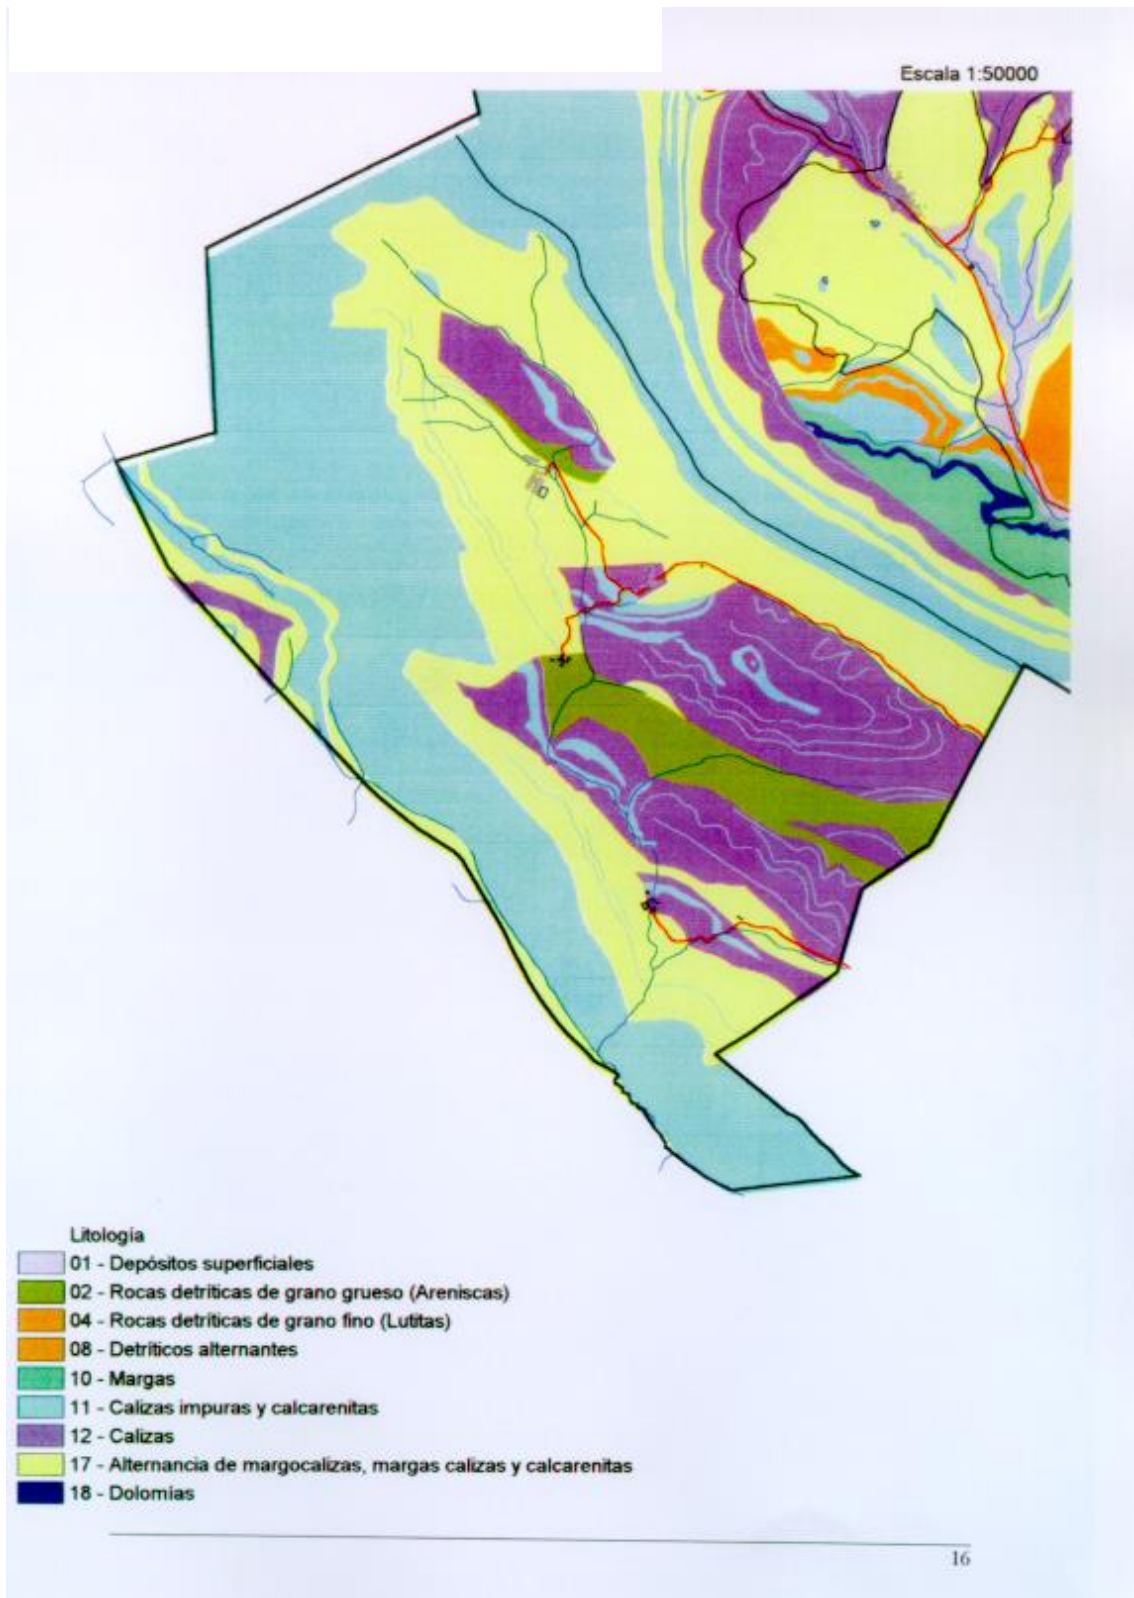 Escala 1:50000
Litología
01 - Depósitos superficiales
02 - Rocas detríticas de grano grueso (Areniscas)
04 - Rocas detríticas de grano fino (Lutitas)
08 - Detríticos alternantes
10 - Margas
11 - Calizas impuras y calcarenitas
12 - Calizas
17 - Alternancia de margocalizas, margas calizas y calcarenitas
18 - Dolomias
16